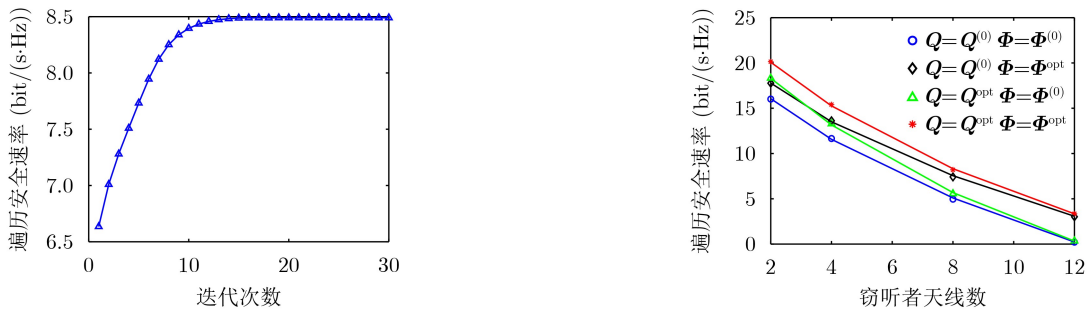 遍历安全速率 (bit/(s·Hz))
8.5
8.0
7.5
7.0
6.5
0 10 20 30
迭代次数
遍历安全速率 (bit/(s·Hz))
25
20
15
10
5
0
2 4 6 8 10 12
窃听者天线数
Q=Q⁽⁰⁾ Φ=Φ⁽⁰⁾
Q=Q⁽⁰⁾ Φ=Φᵒᵖᵗ
Q=Qᵒᵖᵗ Φ=Φ⁽⁰⁾
Q=Qᵒᵖᵗ Φ=Φᵒᵖᵗ